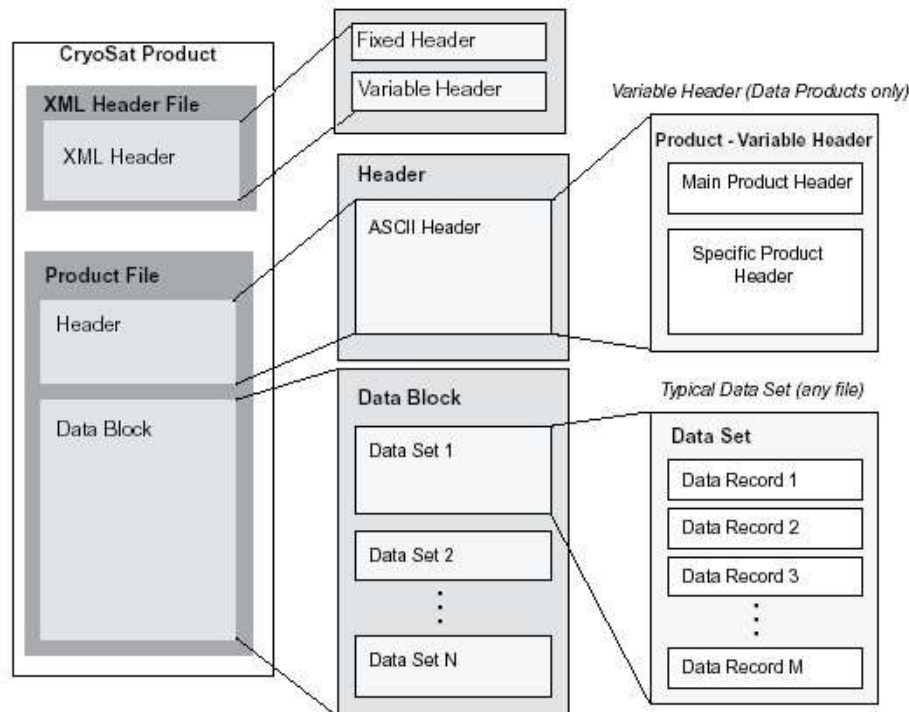 CryoSat Product
XML Header File
XML Header
Product File
Header
Data Block
Fixed Header
Variable Header
Header
ASCII Header
Data Block
Data Set 1
Data Set 2
Data Set N
Variable Header (Data Products only)
Product - Variable Header
Main Product Header
Specific Product
Header
Typical Data Set (any file)
Data Set
Data Record 1
Data Record 2
Data Record 3
Data Record M